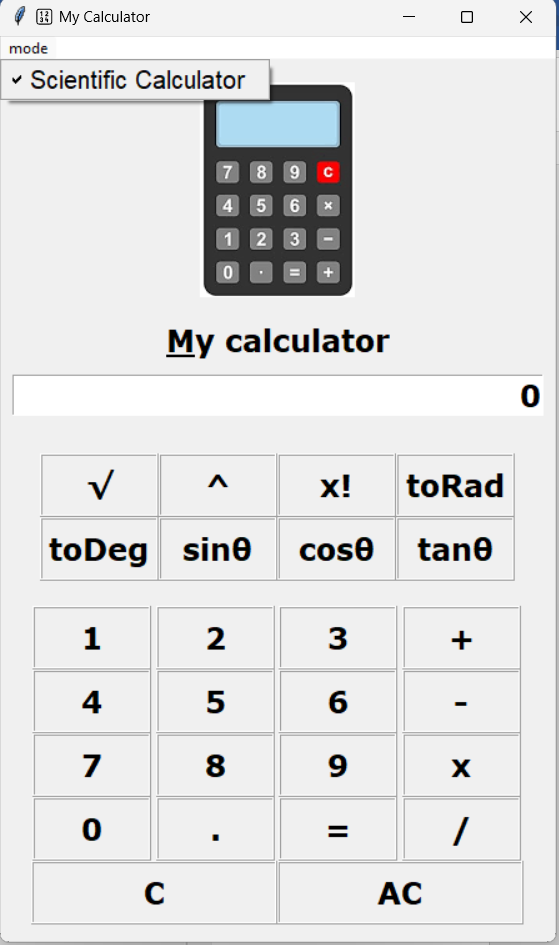 My Calculator
mode
✓ Scientific Calculator
7 8 9 C
4 5 6 ×
1 2 3 −
0 · = +
My calculator
0
√ ^ x! toRad
toDeg sinθ cosθ tanθ
1 2 3 +
4 5 6 -
7 8 9 x
0 . = /
C AC